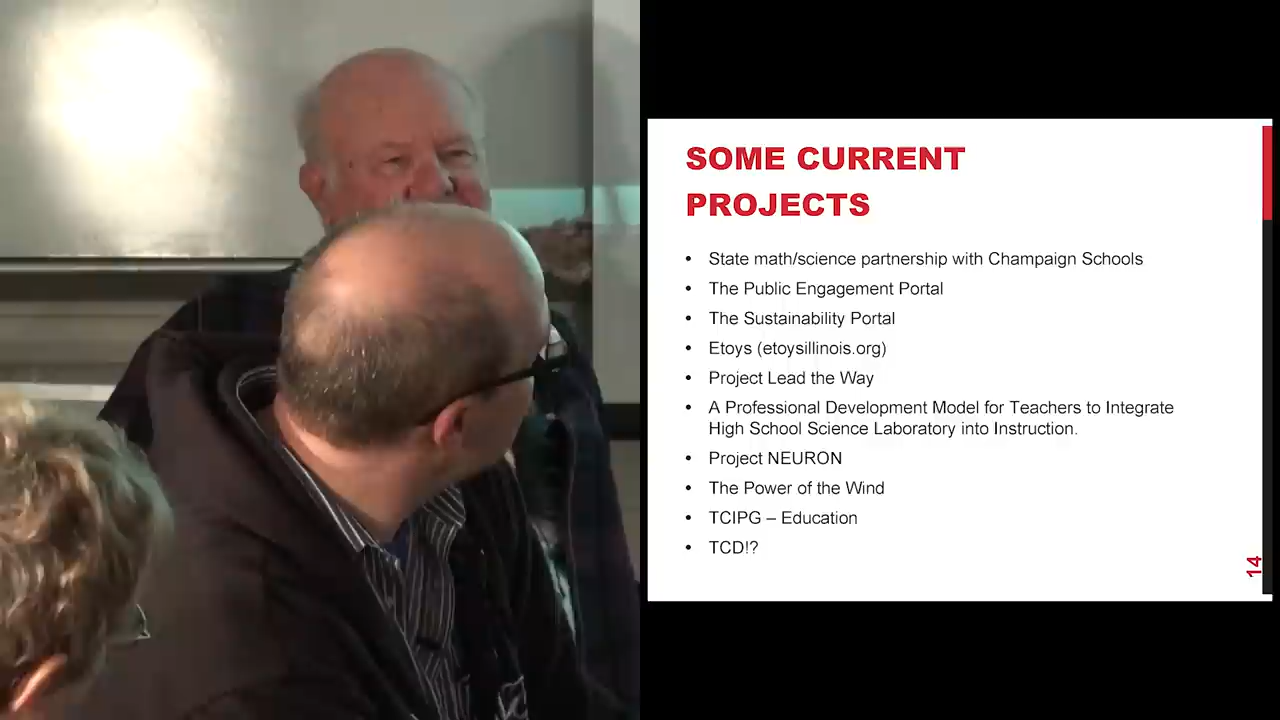 SOME CURRENT
PROJECTS
• State math/science partnership with Champaign Schools
• The Public Engagement Portal
• The Sustainability Portal
• Etoys (etoysillinois.org)
• Project Lead the Way
• A Professional Development Model for Teachers to Integrate
High School Science Laboratory into Instruction.
• Project NEURON
• The Power of the Wind
• TCIPG – Education
• TCD!?
14